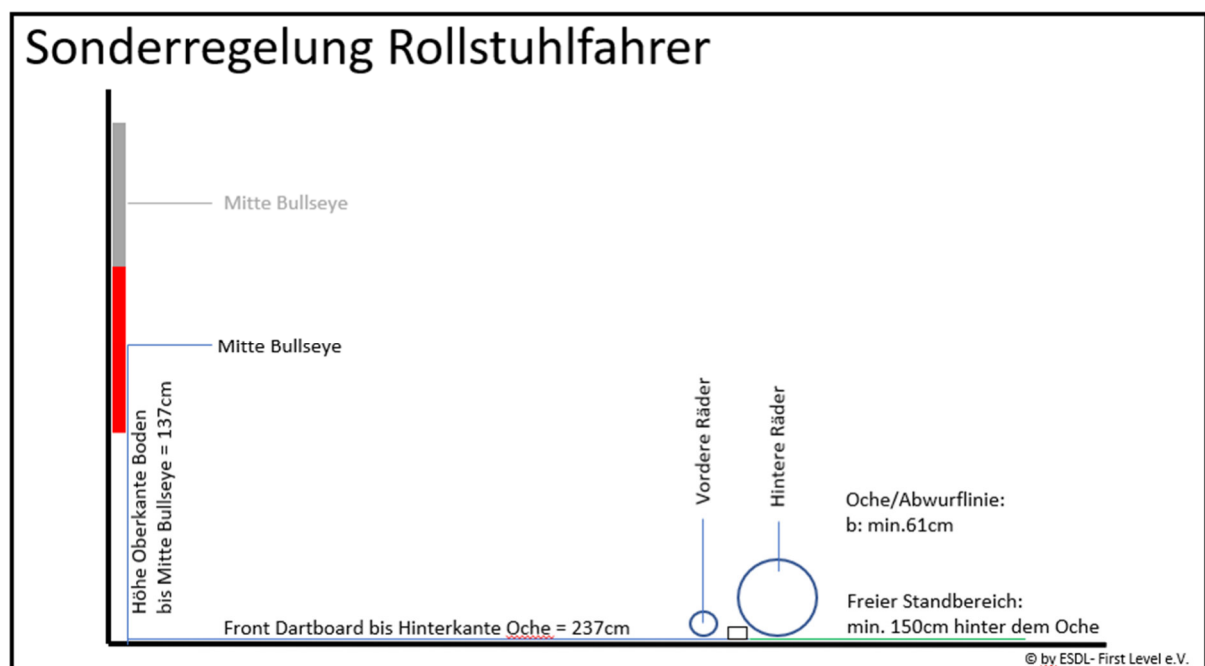 Sonderregelung Rollstuhlfahrer
Mitte Bullseye
Mitte Bullseye
Höhe Oberkante Boden
bis Mitte Bullseye = 137cm
Vordere Räder
Hintere Räder
Oche/Abwurflinie:
b: min.61cm
Front Dartboard bis Hinterkante Oche = 237cm
Freier Standbereich:
min. 150cm hinter dem Oche
© by ESDL- First Level e.V.